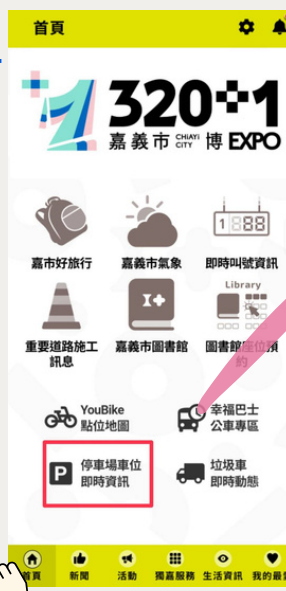 首頁
320+1
嘉義市 CHIAYI CITY 博 EXPO
1 888
嘉市好旅行
嘉義市氣象
即時叫號資訊
Library
重要道路施工
訊息
嘉義市圖書館
圖書館座位預
約
YouBike
點位地圖
幸福巴士
公車專區
P
停車場車位
即時資訊
垃圾車
即時動態
首頁
新聞
活動
獨嘉服務
生活資訊
我的最愛